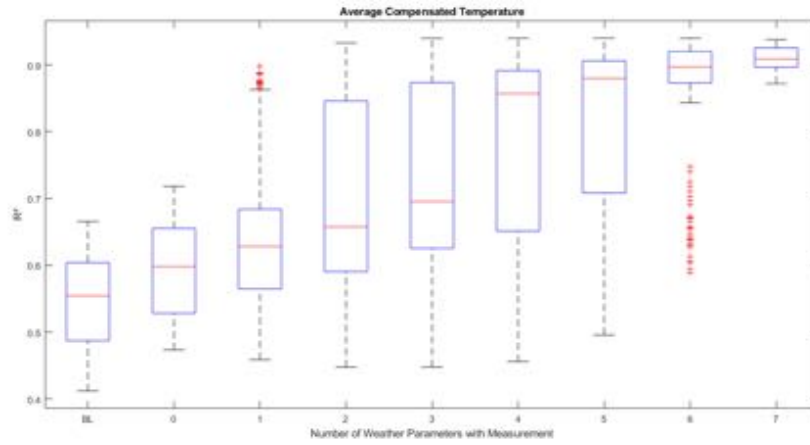 Average Compensated Temperature
0.9
0.8
0.7
0.6
0.5
0.4
R²
BL 0 1 2 3 4 5 6 7
Number of Weather Parameters with Measurement